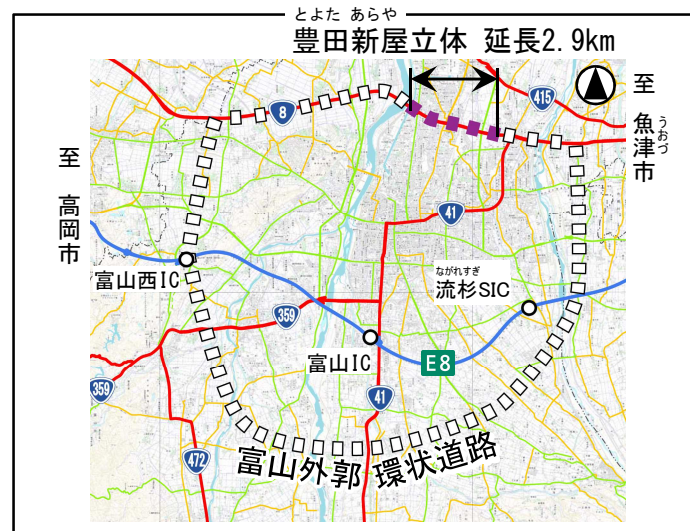 とよた あらや
豊田新屋立体 延長2.9km
至 高岡市
至 魚津市
うおづ
8
415
41
富山西IC
ながれすぎ
流杉SIC
359
富山IC
E8
359
41
472
富山外郭環状道路